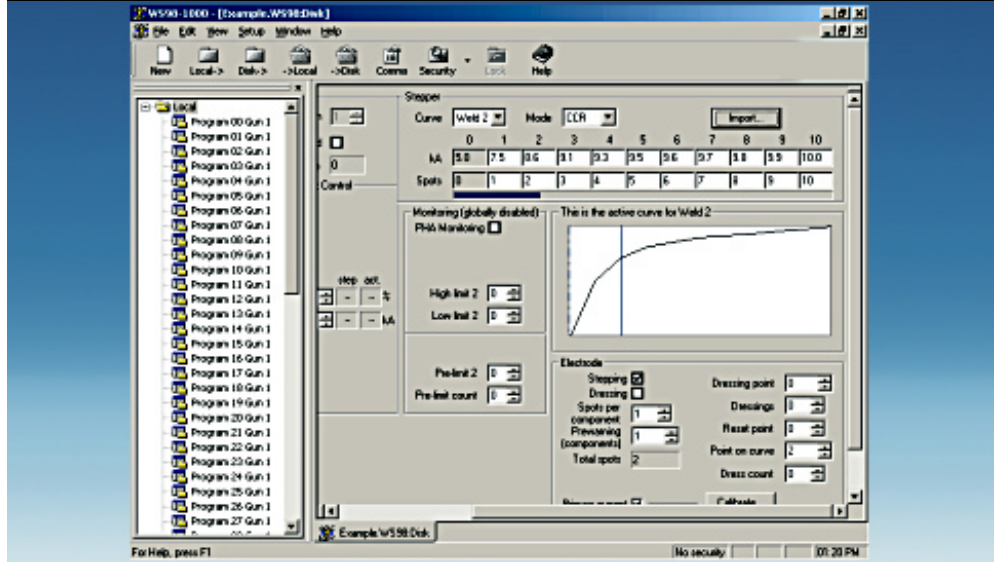 WS98-1000 - [Example.WS98:Disk]
File Edit View Setup Window Help
New Local-> Disk-> ->Local ->Disk Comms Security Lock Help
Local
Program 00 Gun 1
Program 01 Gun 1
Program 02 Gun 1
Program 03 Gun 1
Program 04 Gun 1
Program 05 Gun 1
Program 06 Gun 1
Program 07 Gun 1
Program 08 Gun 1
Program 09 Gun 1
Program 10 Gun 1
Program 11 Gun 1
Program 12 Gun 1
Program 13 Gun 1
Program 14 Gun 1
Program 15 Gun 1
Program 16 Gun 1
Program 17 Gun 1
Program 18 Gun 1
Program 19 Gun 1
Program 20 Gun 1
Program 21 Gun 1
Program 22 Gun 1
Program 23 Gun 1
Program 24 Gun 1
Program 25 Gun 1
Program 26 Gun 1
Program 27 Gun 1
1
0
Control
step act.
- - %
- - kA
Stepper
Curve Weld 2 Mode CCR Import...
0 1 2 3 4 5 6 7 8 9 10
kA 5.0 7.5 8.6 9.1 9.3 9.5 9.6 9.7 9.8 9.9 10.0
Spots 0 1 2 3 4 5 6 7 8 9 10
Monitoring (globally disabled)
PHA Monitoring
High limit 2 0
Low limit 2 0
Pre-limit 2 0
Pre-limit count 0
This is the active curve for Weld 2
Electrode
Stepping
Dressing
Spots per component 1
Prewarning (components) 1
Total spots 2
Dressing point 0
Dressings 0
Reset point 0
Point on curve 2
Dress count 0
Calibrate
Example.WS98:Disk
For Help, press F1
No security
01:20 PM